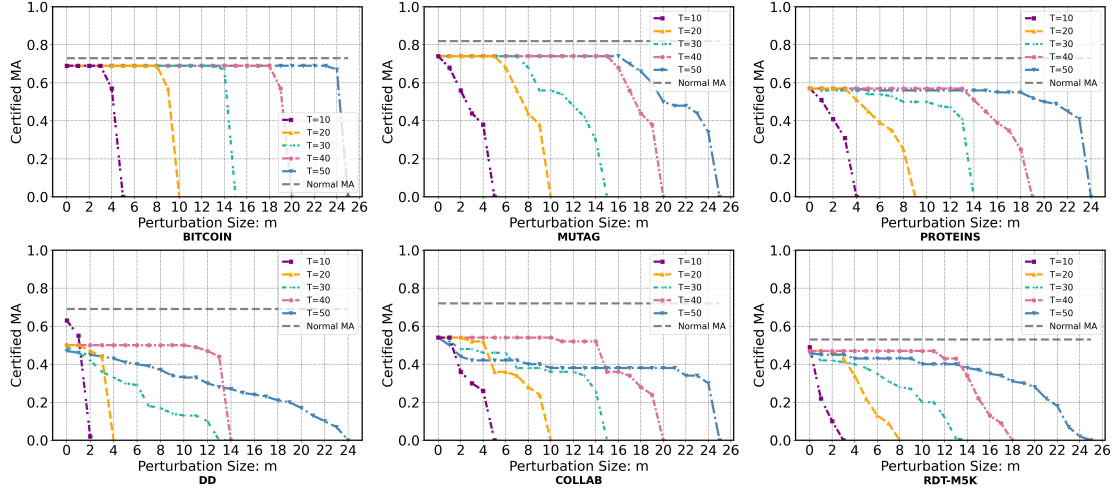 Certified MA
1.0
0.8
0.6
0.4
0.2
0.0
T=10
T=20
T=30
T=40
T=50
Normal MA
0 2 4 6 8 10 12 14 16 18 20 22 24 26
Perturbation Size: m
BITCOIN
Certified MA
1.0
0.8
0.6
0.4
0.2
0.0
T=10
T=20
T=30
T=40
T=50
Normal MA
0 2 4 6 8 10 12 14 16 18 20 22 24 26
Perturbation Size: m
MUTAG
Certified MA
1.0
0.8
0.6
0.4
0.2
0.0
T=10
T=20
T=30
T=40
T=50
Normal MA
0 2 4 6 8 10 12 14 16 18 20 22 24
Perturbation Size: m
PROTEINS
Certified MA
1.0
0.8
0.6
0.4
0.2
0.0
T=10
T=20
T=30
T=40
T=50
Normal MA
0 2 4 6 8 10 12 14 16 18 20 22 24
Perturbation Size: m
DD
Certified MA
1.0
0.8
0.6
0.4
0.2
0.0
T=10
T=20
T=30
T=40
T=50
Normal MA
0 2 4 6 8 10 12 14 16 18 20 22 24 26
Perturbation Size: m
COLLAB
Certified MA
1.0
0.8
0.6
0.4
0.2
0.0
T=10
T=20
T=30
T=40
T=50
Normal MA
0 2 4 6 8 10 12 14 16 18 20 22 24 26
Perturbation Size: m
RDT-M5K